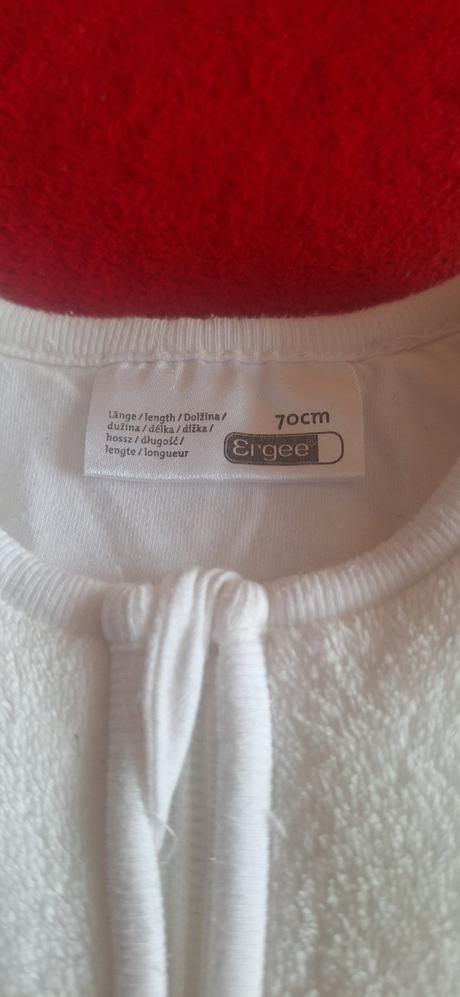 Länge / length / Dolžina /
dužina / délka / dĺžka /
hossz / długość /
lengte / longueur
70cm
Ergee